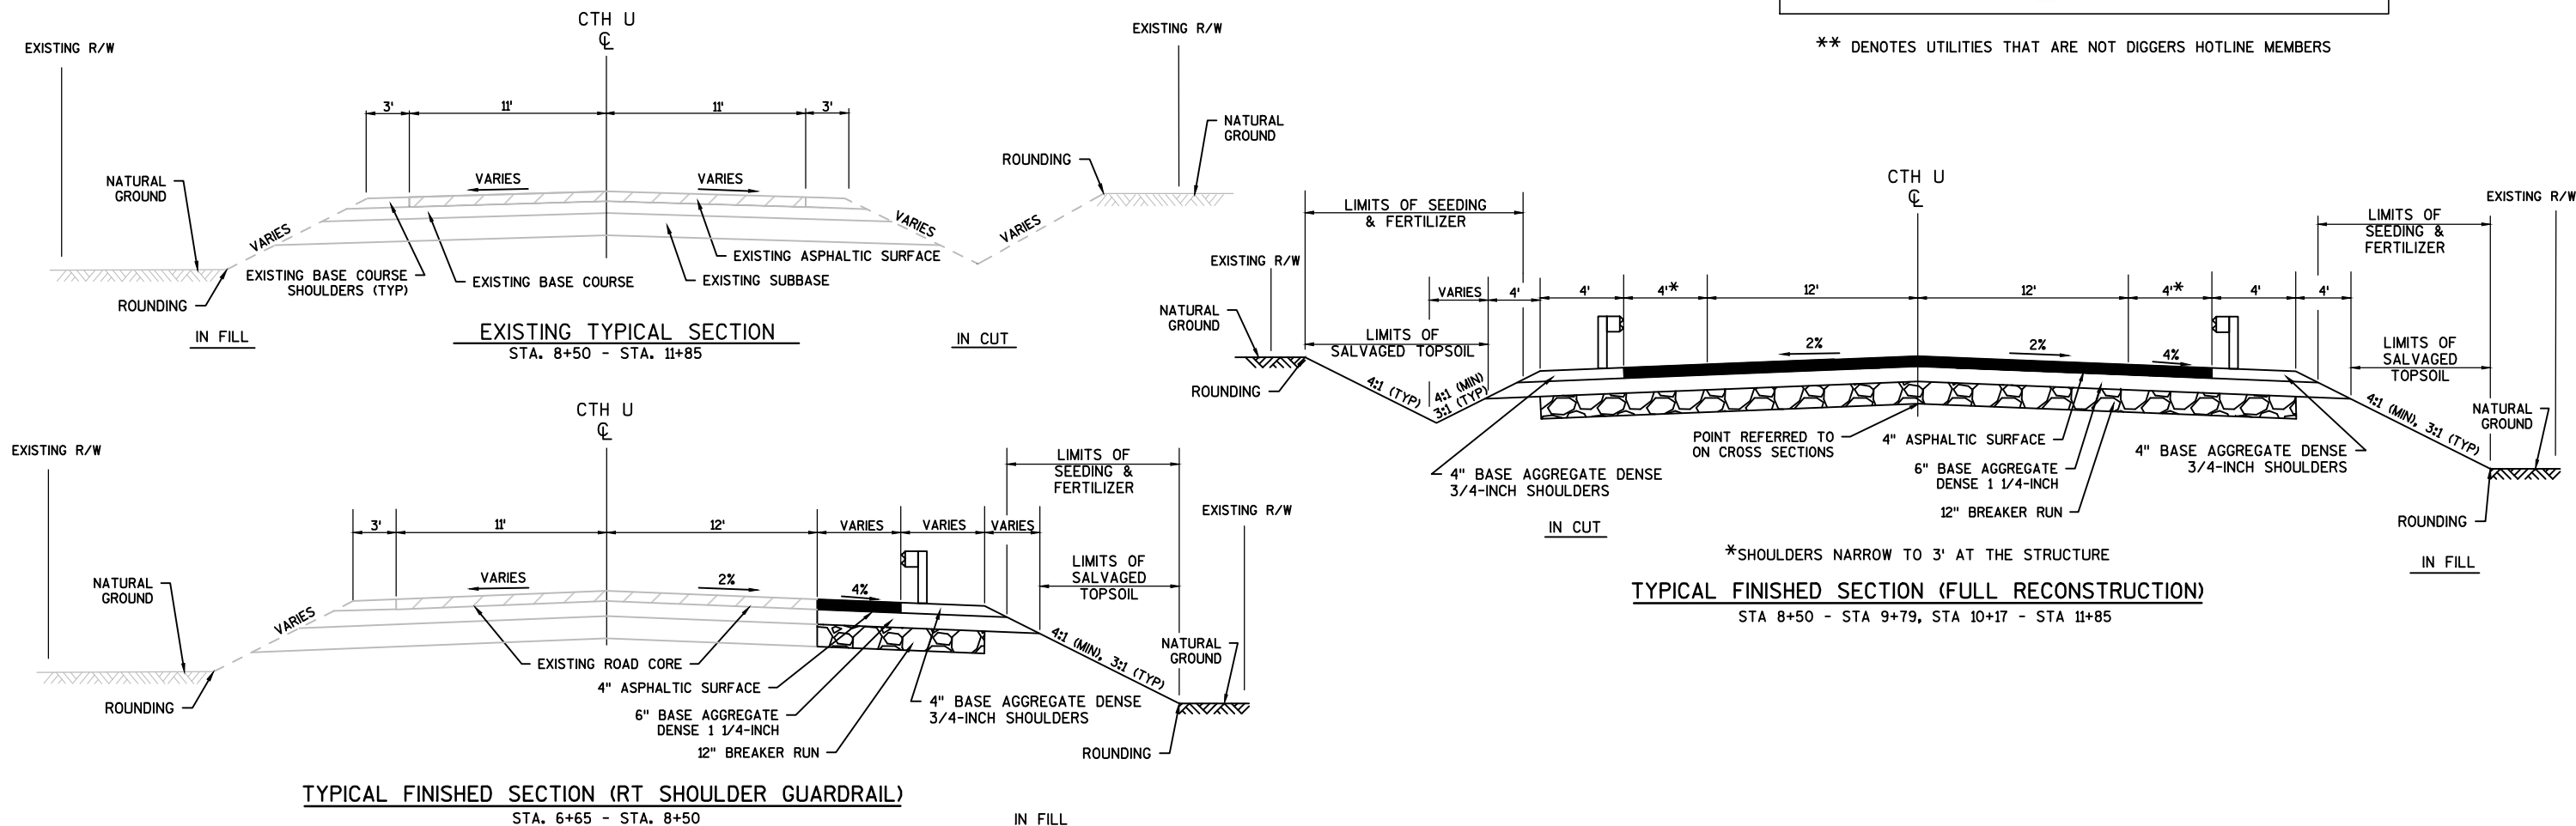 ** DENOTES UTILITIES THAT ARE NOT DIGGERS HOTLINE MEMBERS
CTH U
℄
EXISTING R/W
EXISTING R/W
3'
11'
11'
3'
NATURAL
GROUND
NATURAL
GROUND
ROUNDING
VARIES
VARIES
VARIES
VARIES
VARIES
EXISTING BASE COURSE
SHOULDERS (TYP)
EXISTING BASE COURSE
EXISTING ASPHALTIC SURFACE
EXISTING SUBBASE
ROUNDING
IN FILL
EXISTING TYPICAL SECTION
STA. 8+50 - STA. 11+85
IN CUT
CTH U
℄
EXISTING R/W
LIMITS OF
SEEDING &
FERTILIZER
EXISTING R/W
3'
11'
12'
VARIES
VARIES
VARIES
LIMITS OF
SALVAGED
TOPSOIL
NATURAL
GROUND
VARIES
VARIES
2%
4%
4:1 (MIN), 3:1 (TYP)
NATURAL
GROUND
EXISTING ROAD CORE
4" ASPHALTIC SURFACE
6" BASE AGGREGATE
DENSE 1 1/4-INCH
12" BREAKER RUN
4" BASE AGGREGATE DENSE
3/4-INCH SHOULDERS
ROUNDING
ROUNDING
TYPICAL FINISHED SECTION (RT SHOULDER GUARDRAIL)
STA. 6+65 - STA. 8+50
IN FILL
CTH U
℄
LIMITS OF SEEDING
& FERTILIZER
LIMITS OF
SEEDING &
FERTILIZER
EXISTING R/W
EXISTING R/W
VARIES
4'
4'
4'*
12'
12'
4'*
4'
4'
NATURAL
GROUND
LIMITS OF
SALVAGED TOPSOIL
LIMITS OF
SALVAGED
TOPSOIL
2%
2%
4%
ROUNDING
4:1 (TYP)
4:1 (MIN)
3:1 (TYP)
4:1 (MIN), 3:1 (TYP)
NATURAL
GROUND
POINT REFERRED TO
ON CROSS SECTIONS
4" ASPHALTIC SURFACE
6" BASE AGGREGATE
DENSE 1 1/4-INCH
12" BREAKER RUN
4" BASE AGGREGATE DENSE
3/4-INCH SHOULDERS
4" BASE AGGREGATE DENSE
3/4-INCH SHOULDERS
ROUNDING
IN CUT
IN FILL
*SHOULDERS NARROW TO 3' AT THE STRUCTURE
TYPICAL FINISHED SECTION (FULL RECONSTRUCTION)
STA 8+50 - STA 9+79, STA 10+17 - STA 11+85